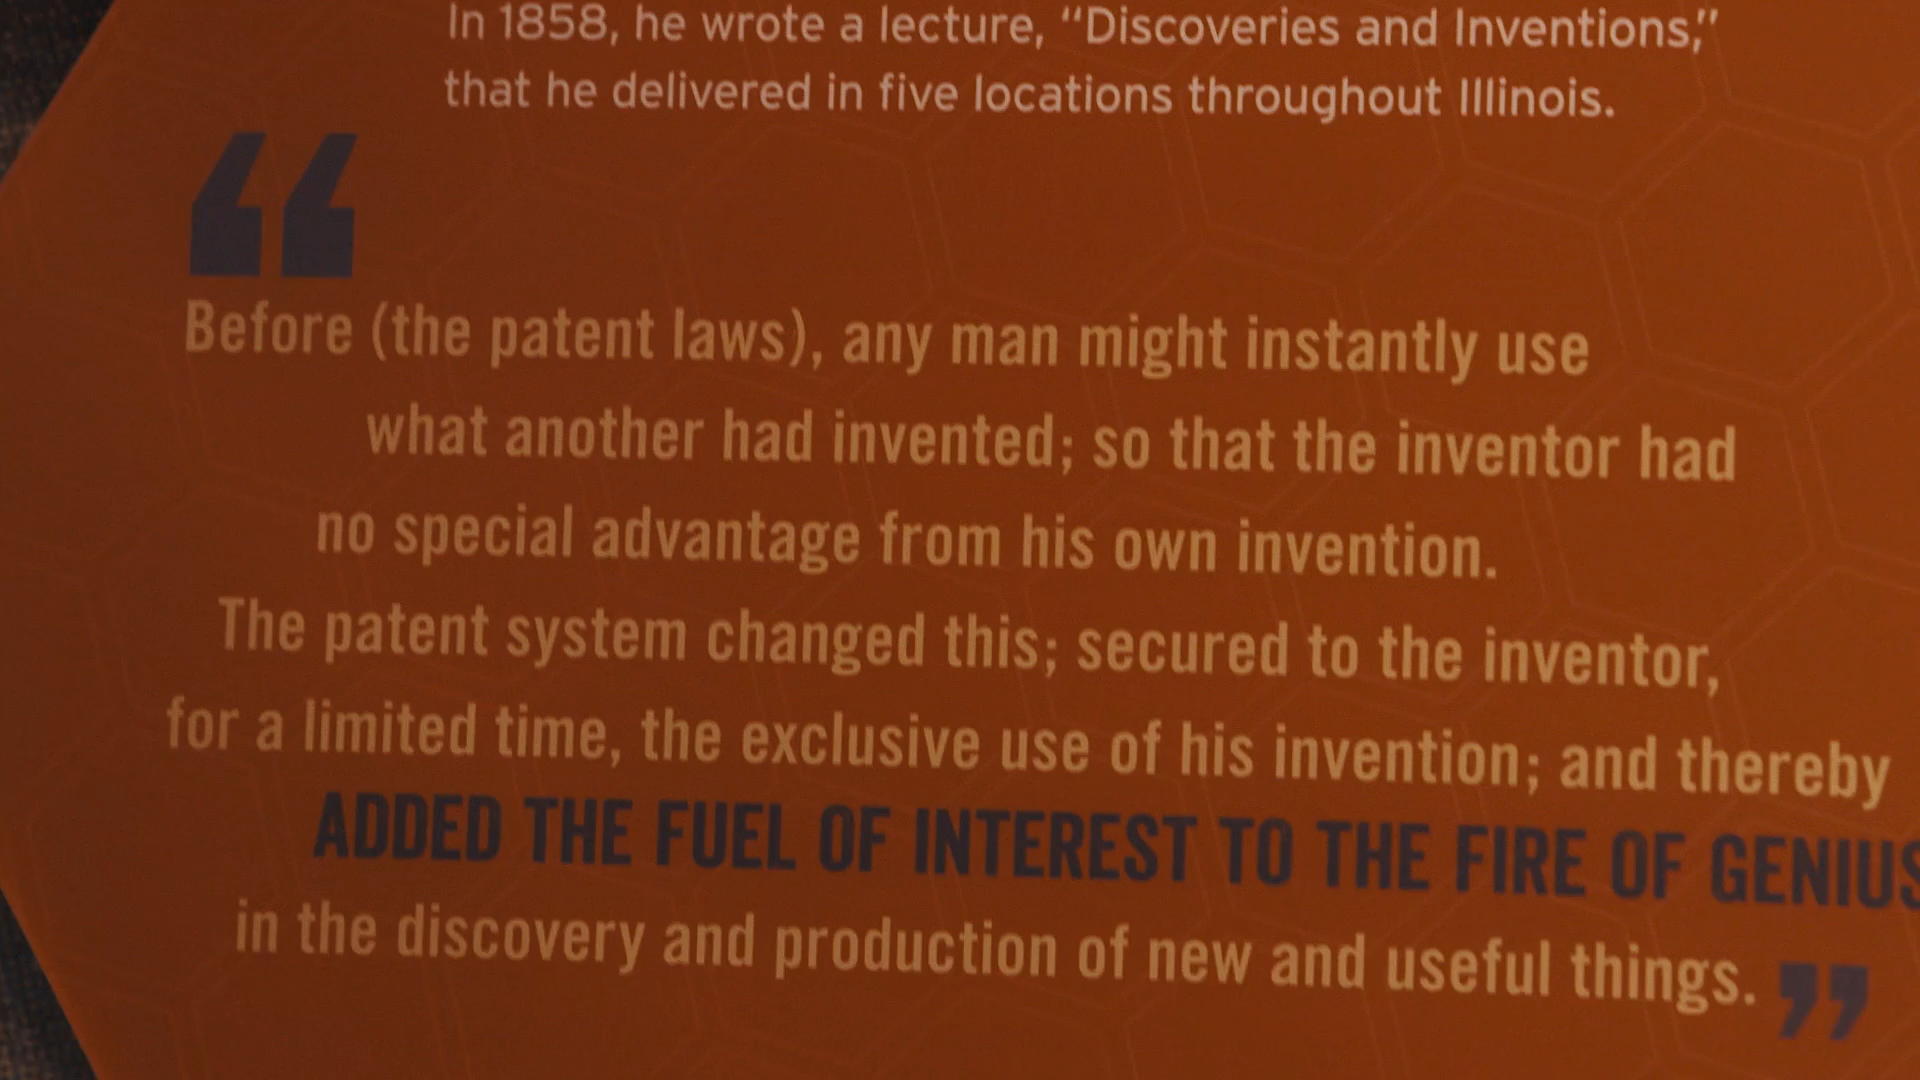 In 1858, he wrote a lecture, "Discoveries and Inventions,"
that he delivered in five locations throughout Illinois.
“
Before (the patent laws), any man might instantly use
what another had invented; so that the inventor had
no special advantage from his own invention.
The patent system changed this; secured to the inventor,
for a limited time, the exclusive use of his invention; and thereby
ADDED THE FUEL OF INTEREST TO THE FIRE OF GENIUS
in the discovery and production of new and useful things. ”